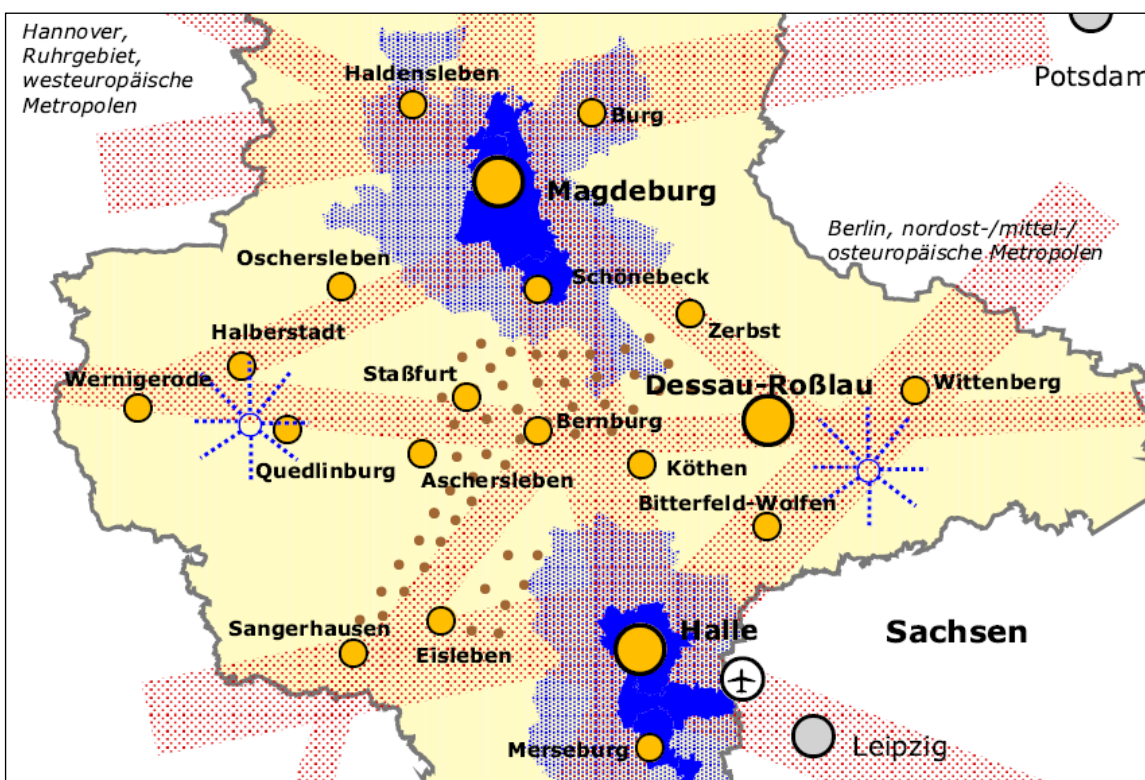 Hannover,
Ruhrgebiet,
westeuropäische
Metropolen
Haldensleben
Potsdam
Burg
Magdeburg
Berlin, nordost-/mittel-/
osteuropäische Metropolen
Oschersleben
Schönebeck
Halberstadt
Zerbst
Wernigerode
Staßfurt
Dessau-Roßlau
Wittenberg
Bernburg
Quedlinburg
Aschersleben
Köthen
Bitterfeld-Wolfen
Sangerhausen
Eisleben
Halle
Sachsen
Merseburg
Leipzig